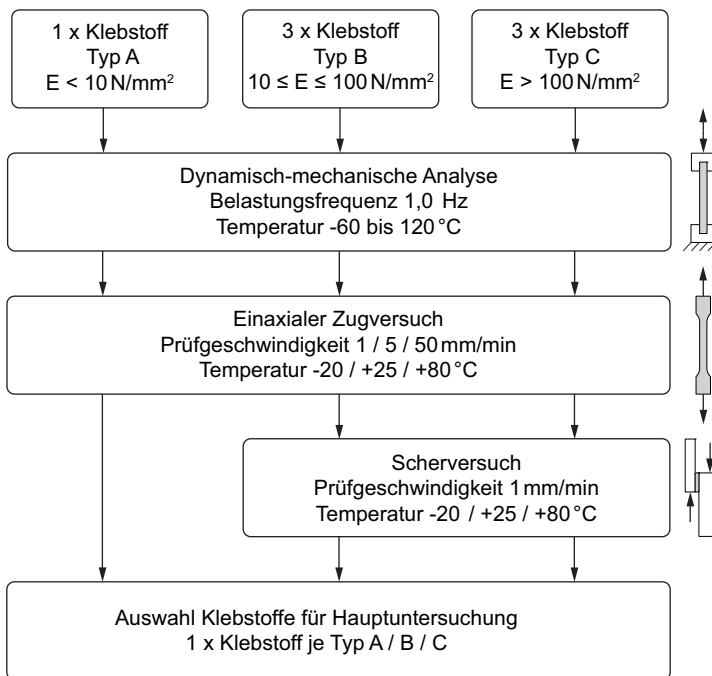 1 x Klebstoff
Typ A
E < 10 N/mm²
3 x Klebstoff
Typ B
10 ≤ E ≤ 100 N/mm²
3 x Klebstoff
Typ C
E > 100 N/mm²
Dynamisch-mechanische Analyse
Belastungsfrequenz 1,0 Hz
Temperatur -60 bis 120 °C
Einaxialer Zugversuch
Prüfgeschwindigkeit 1 / 5 / 50 mm/min
Temperatur -20 / +25 / +80 °C
Scherversuch
Prüfgeschwindigkeit 1 mm/min
Temperatur -20 / +25 / +80 °C
Auswahl Klebstoffe für Hauptuntersuchung
1 x Klebstoff je Typ A / B / C